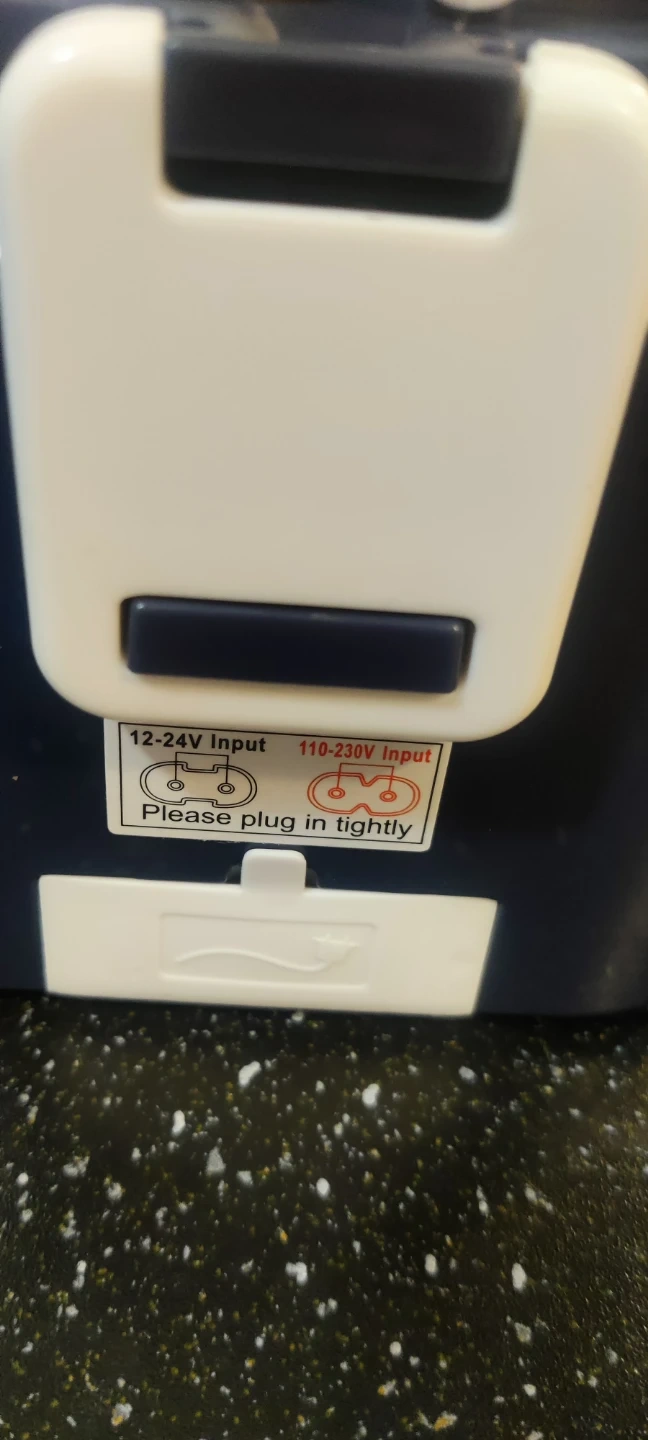 12-24V Input 110-230V Input
Please plug in tightly